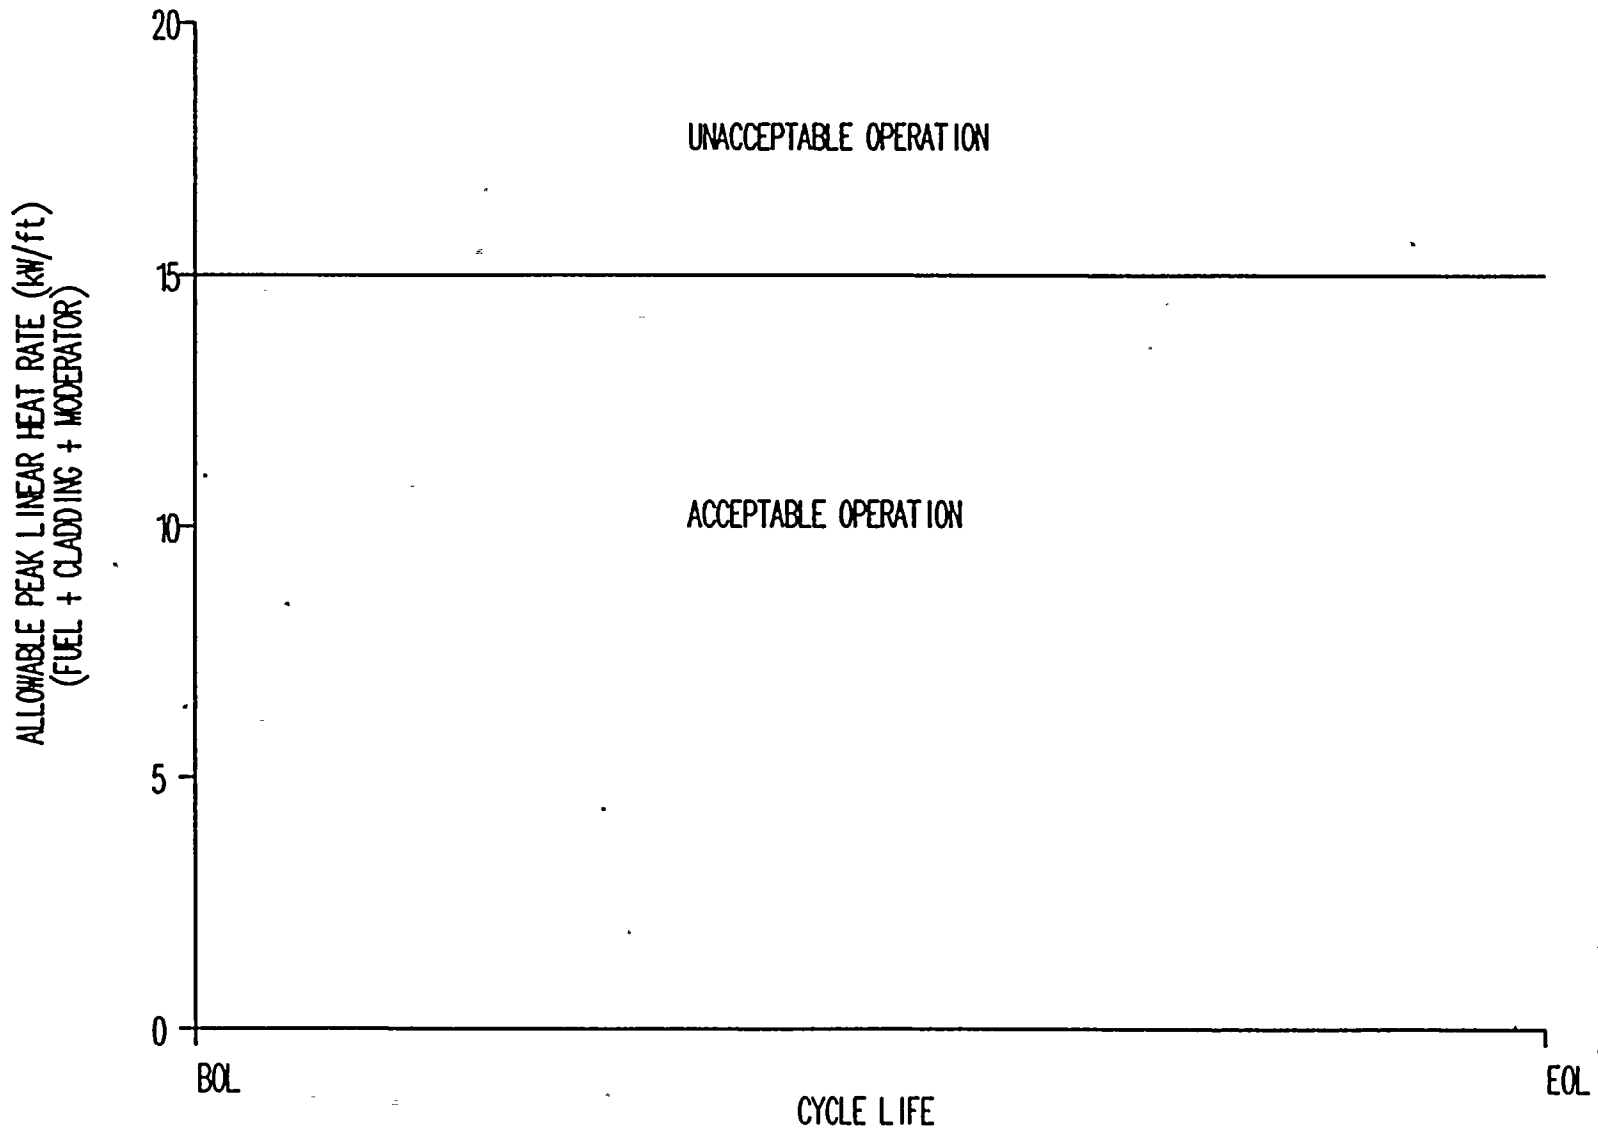 20
UNACCEPTABLE OPERATION
ALLOWABLE PEAK LINEAR HEAT RATE (kW/ft)
(FUEL + CLADDING + MODERATOR)
15
ACCEPTABLE OPERATION
10
5
0
BOL
EOL
CYCLE LIFE